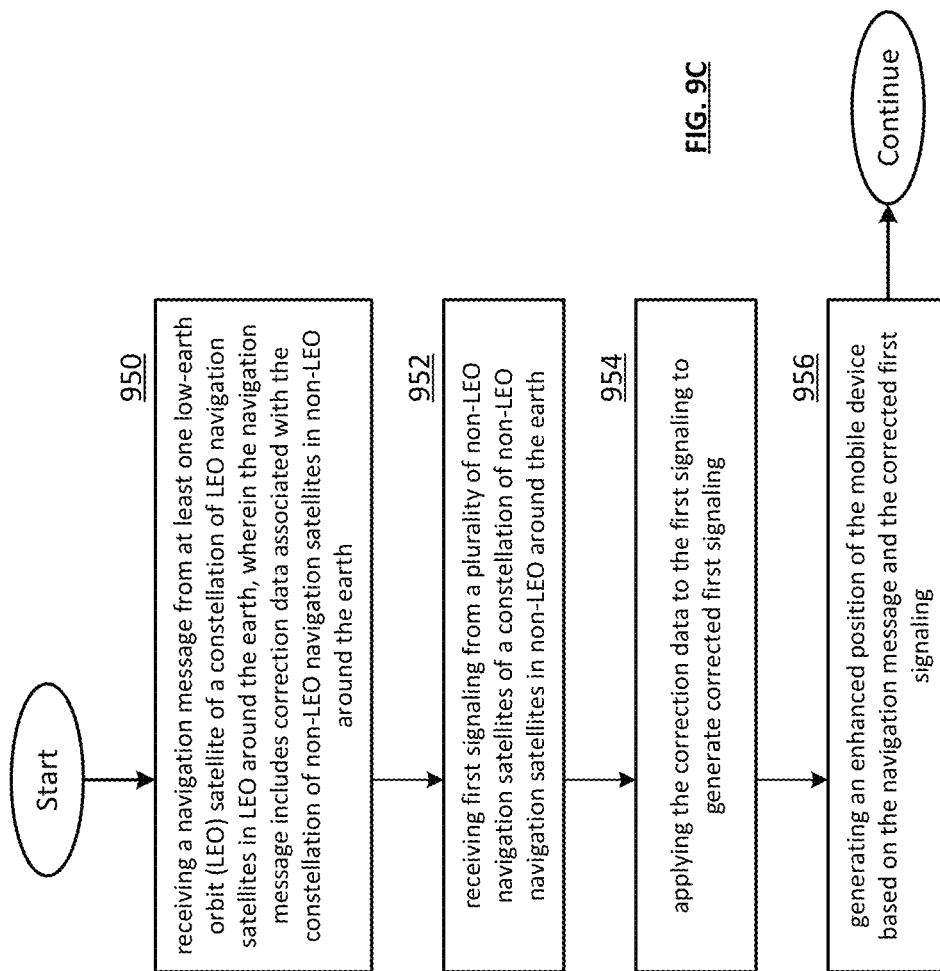 Start
950
receiving a navigation message from at least one low-earth
orbit (LEO) satellite of a constellation of LEO navigation
satellites in LEO around the earth, wherein the navigation
message includes correction data associated with the
constellation of non-LEO navigation satellites in non-LEO
around the earth
952
receiving first signaling from a plurality of non-LEO
navigation satellites of a constellation of non-LEO
navigation satellites in non-LEO around the earth
954
applying the correction data to the first signaling to
generate corrected first signaling
956
generating an enhanced position of the mobile device
based on the navigation message and the corrected first
signaling
Continue
FIG. 9C